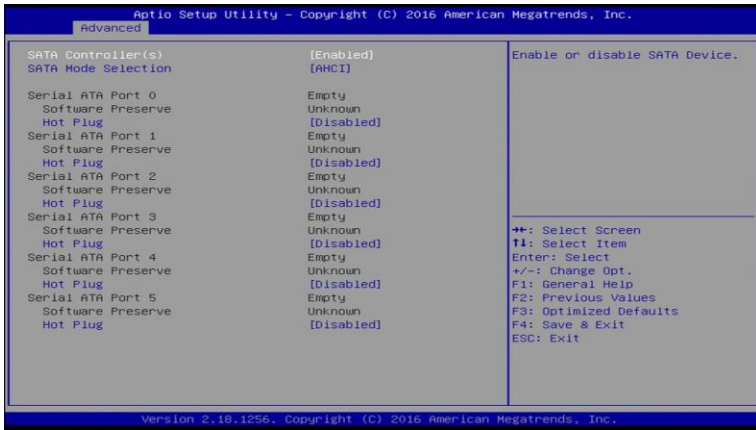 Aptio Setup Utility – Copyright (C) 2016 American Megatrends, Inc.
Advanced
SATA Controller(s) [Enabled]
SATA Mode Selection [AHCI]
Serial ATA Port 0 Empty
Software Preserve Unknown
Hot Plug [Disabled]
Serial ATA Port 1 Empty
Software Preserve Unknown
Hot Plug [Disabled]
Serial ATA Port 2 Empty
Software Preserve Unknown
Hot Plug [Disabled]
Serial ATA Port 3 Empty
Software Preserve Unknown
Hot Plug [Disabled]
Serial ATA Port 4 Empty
Software Preserve Unknown
Hot Plug [Disabled]
Serial ATA Port 5 Empty
Software Preserve Unknown
Hot Plug [Disabled]
Enable or disable SATA Device.
→←: Select Screen
↑↓: Select Item
Enter: Select
+/-: Change Opt.
F1: General Help
F2: Previous Values
F3: Optimized Defaults
F4: Save & Exit
ESC: Exit
Version 2.18.1256. Copyright (C) 2016 American Megatrends, Inc.